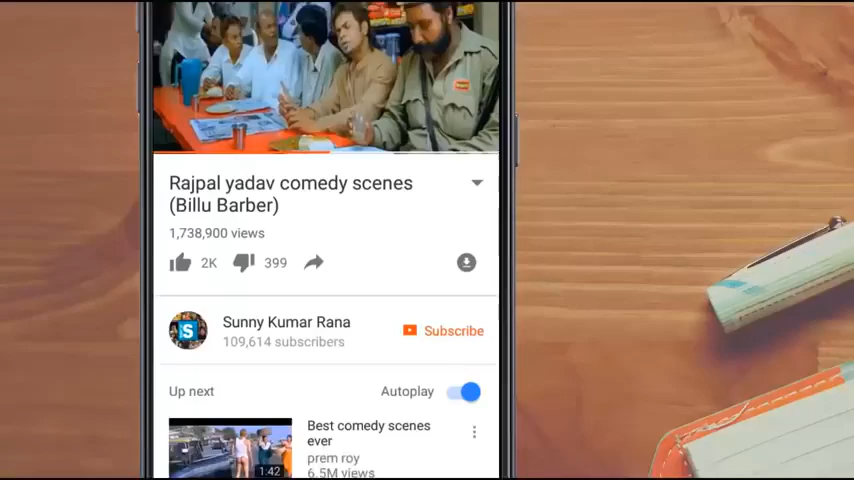 Rajpal yadav comedy scenes
(Billu Barber)
1,738,900 views
2K 399
S
Sunny Kumar Rana
109,614 subscribers
Subscribe
Up next
Autoplay
1:42
Best comedy scenes
ever
prem roy
6.5M views